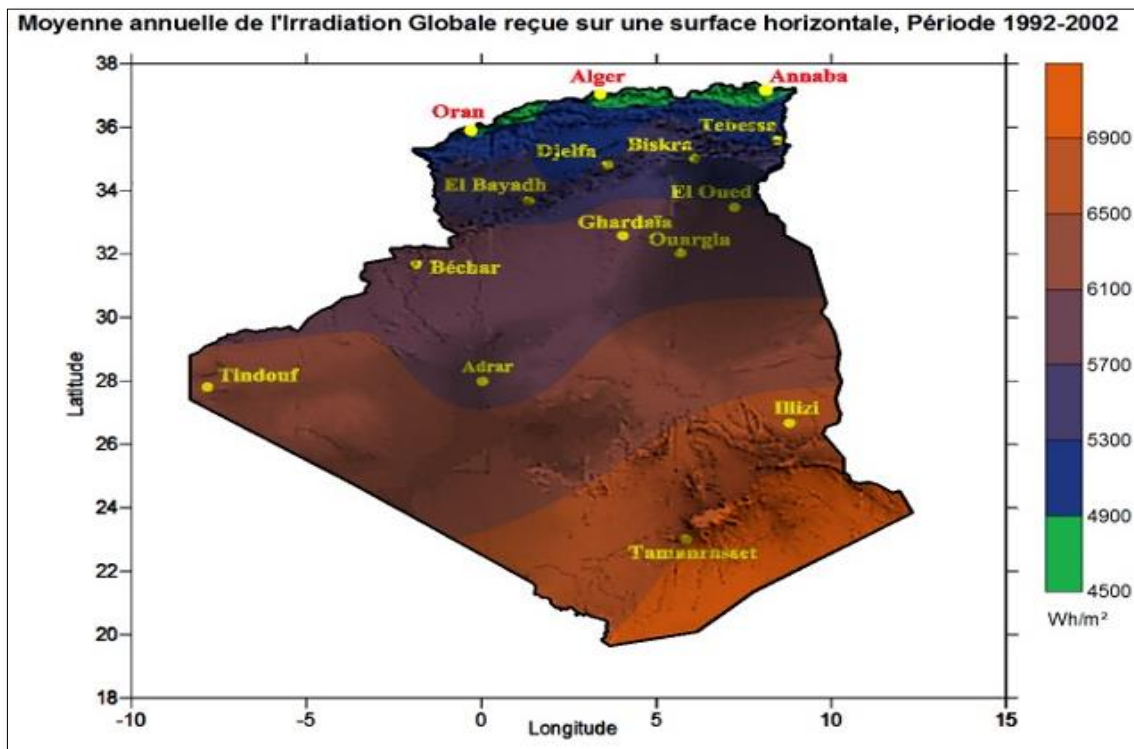 Moyenne annuelle de l'Irradiation Globale reçue sur une surface horizontale, Période 1992-2002
38
36
34
32
30
28
26
24
22
20
18
Latitude
-10
-5
0
5
10
15
Longitude
Alger
Annaba
Oran
Tebessa
Biskra
Djelfa
El Bayadh
El Oued
Ghardaïa
Ouargla
Béchar
Adrar
Tindouf
Illizi
Tamanrasset
6900
6500
6100
5700
5300
4900
4500
Wh/m²